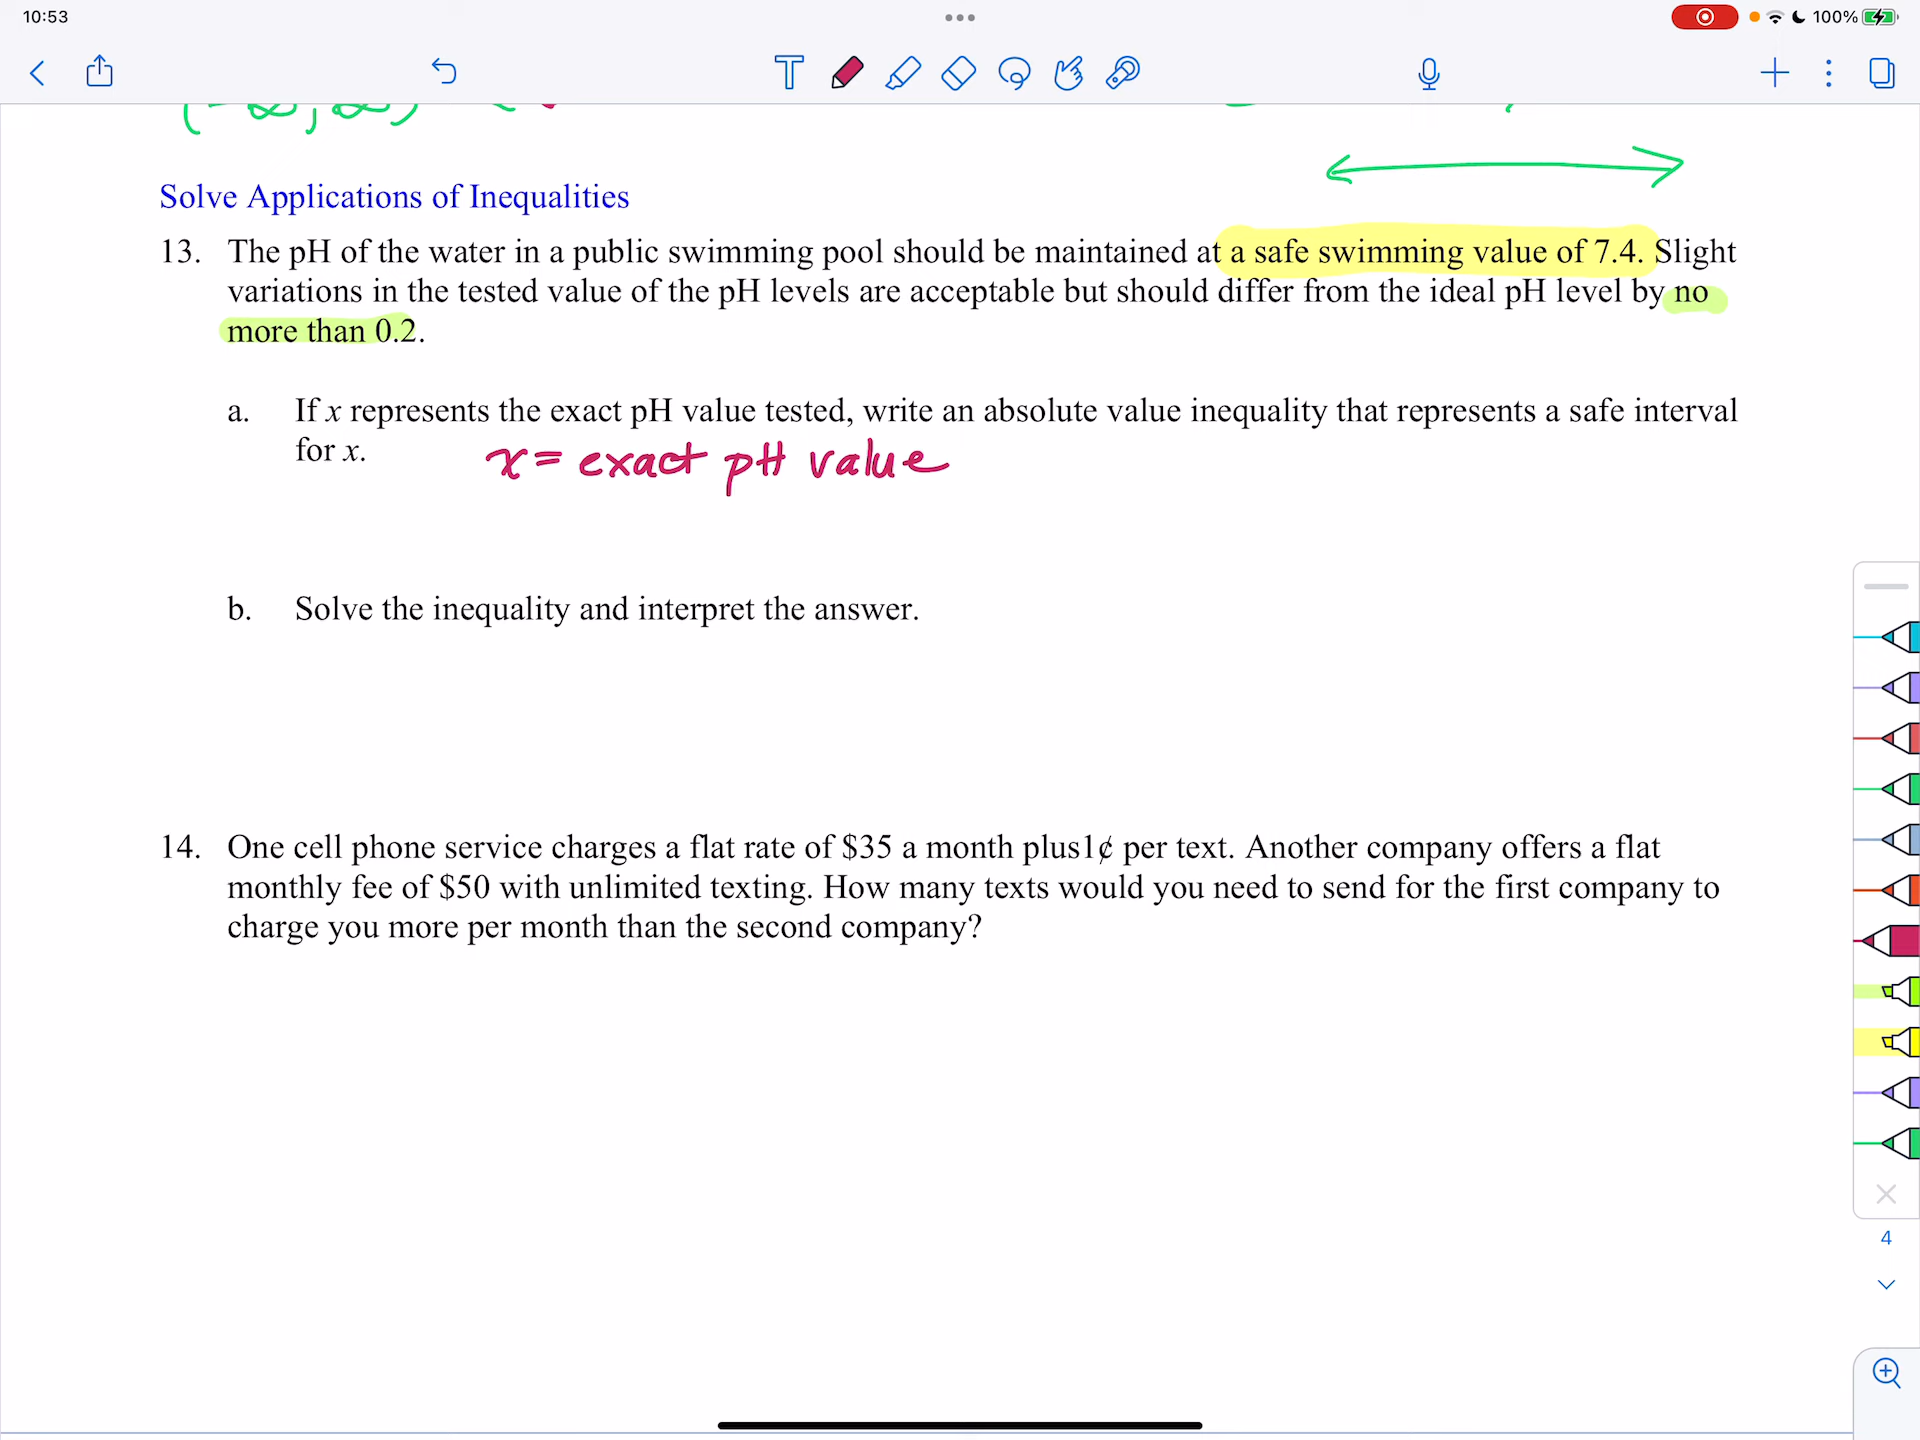 10:53
100%
(-∞, ∞)
Solve Applications of Inequalities
13. The pH of the water in a public swimming pool should be maintained at a safe swimming value of 7.4. Slight
variations in the tested value of the pH levels are acceptable but should differ from the ideal pH level by no
more than 0.2.
a. If x represents the exact pH value tested, write an absolute value inequality that represents a safe interval
for x.
x = exact pH value
b. Solve the inequality and interpret the answer.
14. One cell phone service charges a flat rate of $35 a month plus1¢ per text. Another company offers a flat
monthly fee of $50 with unlimited texting. How many texts would you need to send for the first company to
charge you more per month than the second company?
4